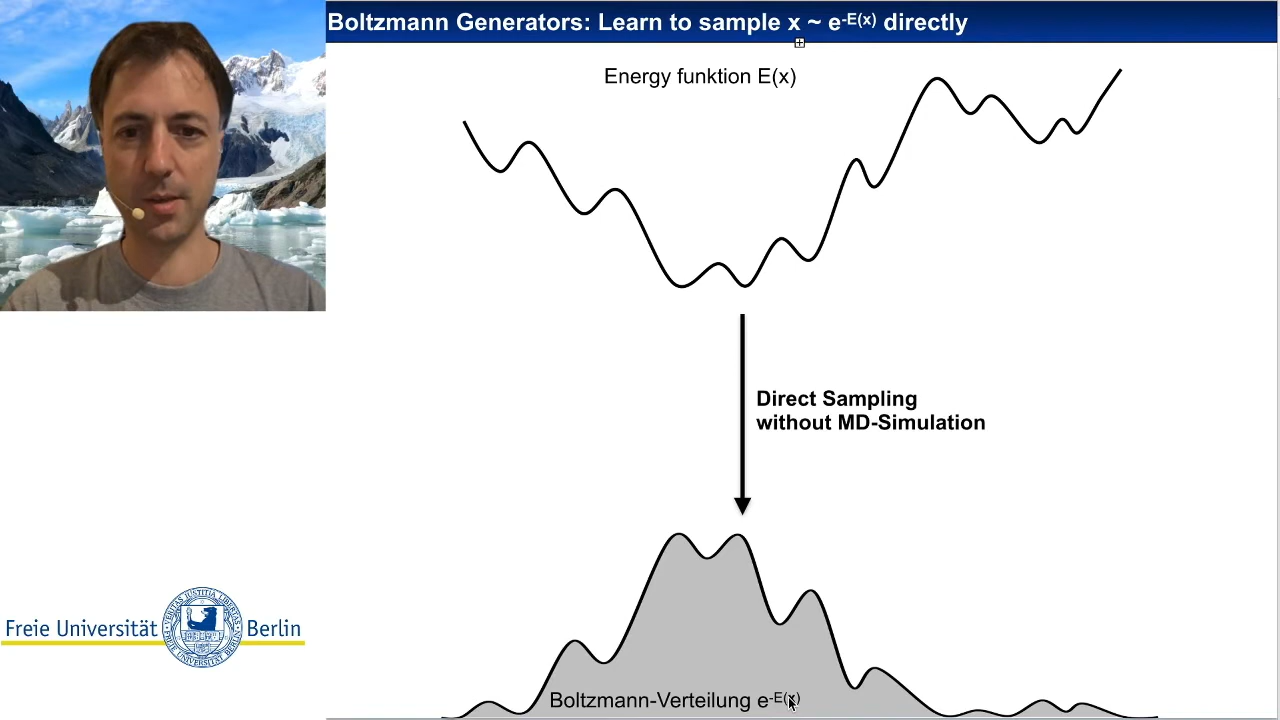 Boltzmann Generators: Learn to sample x ~ e-E(x) directly
Energy funktion E(x)
Direct Sampling
without MD-Simulation
Boltzmann-Verteilung e-E(x)
Freie Universität Berlin